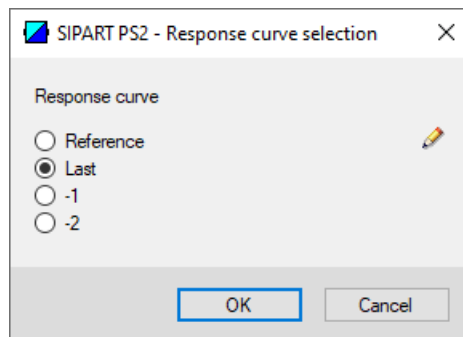 SIPART PS2 - Response curve selection
Response curve
Reference
Last
-1
-2
OK Cancel